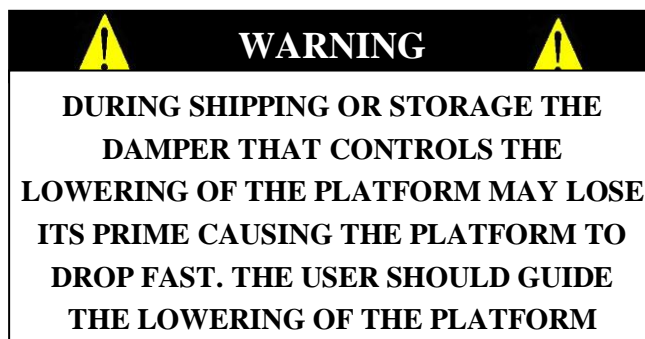 WARNING
DURING SHIPPING OR STORAGE THE
DAMPER THAT CONTROLS THE
LOWERING OF THE PLATFORM MAY LOSE
ITS PRIME CAUSING THE PLATFORM TO
DROP FAST. THE USER SHOULD GUIDE
THE LOWERING OF THE PLATFORM